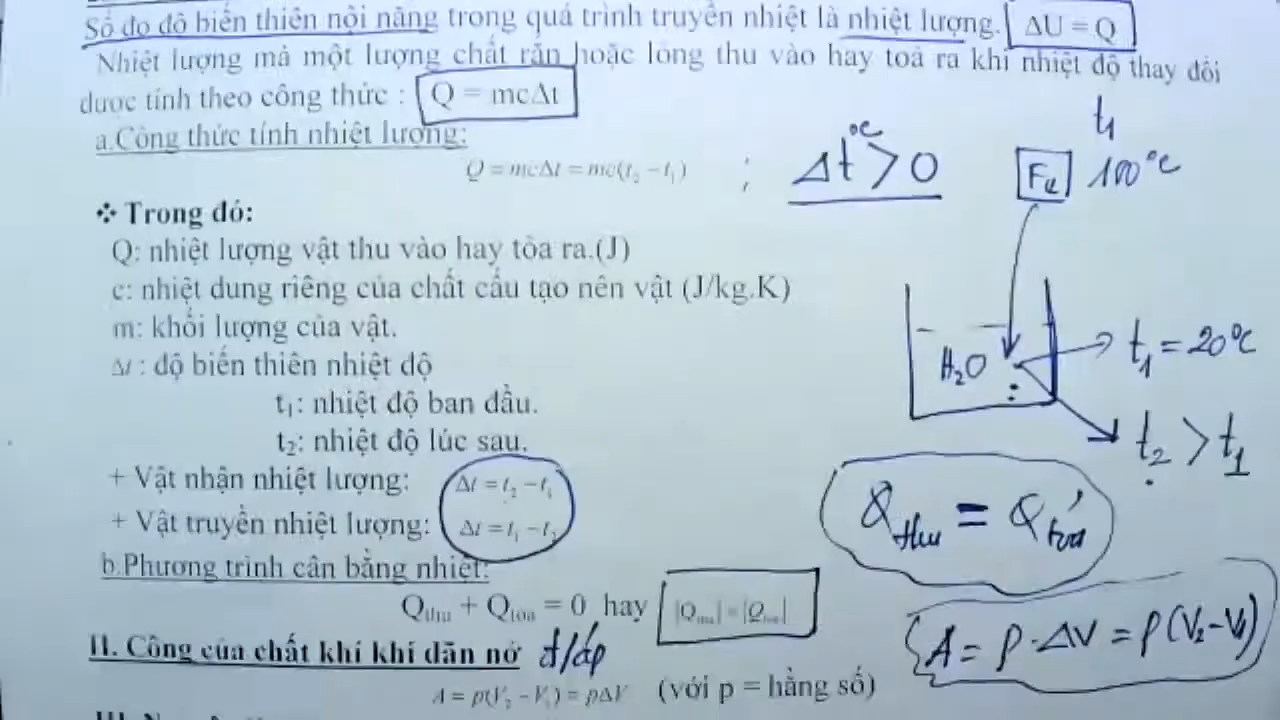 Số đo độ biến thiên nội năng trong quá trình truyền nhiệt là nhiệt lượng. ΔU = Q
Nhiệt lượng mà một lượng chất rắn hoặc lỏng thu vào hay toả ra khi nhiệt độ thay đổi
được tính theo công thức : Q = mcΔt
a.Công thức tính nhiệt lượng:
Q = mcΔt = mc(t₂ − t₁) ; Δt °C > 0
t₁
Fe 100°C
❖ Trong đó:
Q: nhiệt lượng vật thu vào hay tỏa ra.(J)
c: nhiệt dung riêng của chất cấu tạo nên vật (J/kg.K)
m: khối lượng của vật.
Δt : độ biến thiên nhiệt độ
H₂O t₁ = 20°C
t₁: nhiệt độ ban đầu.
t₂: nhiệt độ lúc sau.
t₂ > t₁
+ Vật nhận nhiệt lượng: Δt = t₂ − t₁
+ Vật truyền nhiệt lượng: Δt = t₁ − t₂
Q thu = Q tỏa
b.Phương trình cân bằng nhiệt:
Qthu + Qtoa = 0 hay |Qthu| = |Qtoa|
II. Công của chất khí khi dãn nở đ/áp
A = p·ΔV = p(V₂−V₁)
A = p(V₂ − V₁) = pΔV (với p = hằng số)